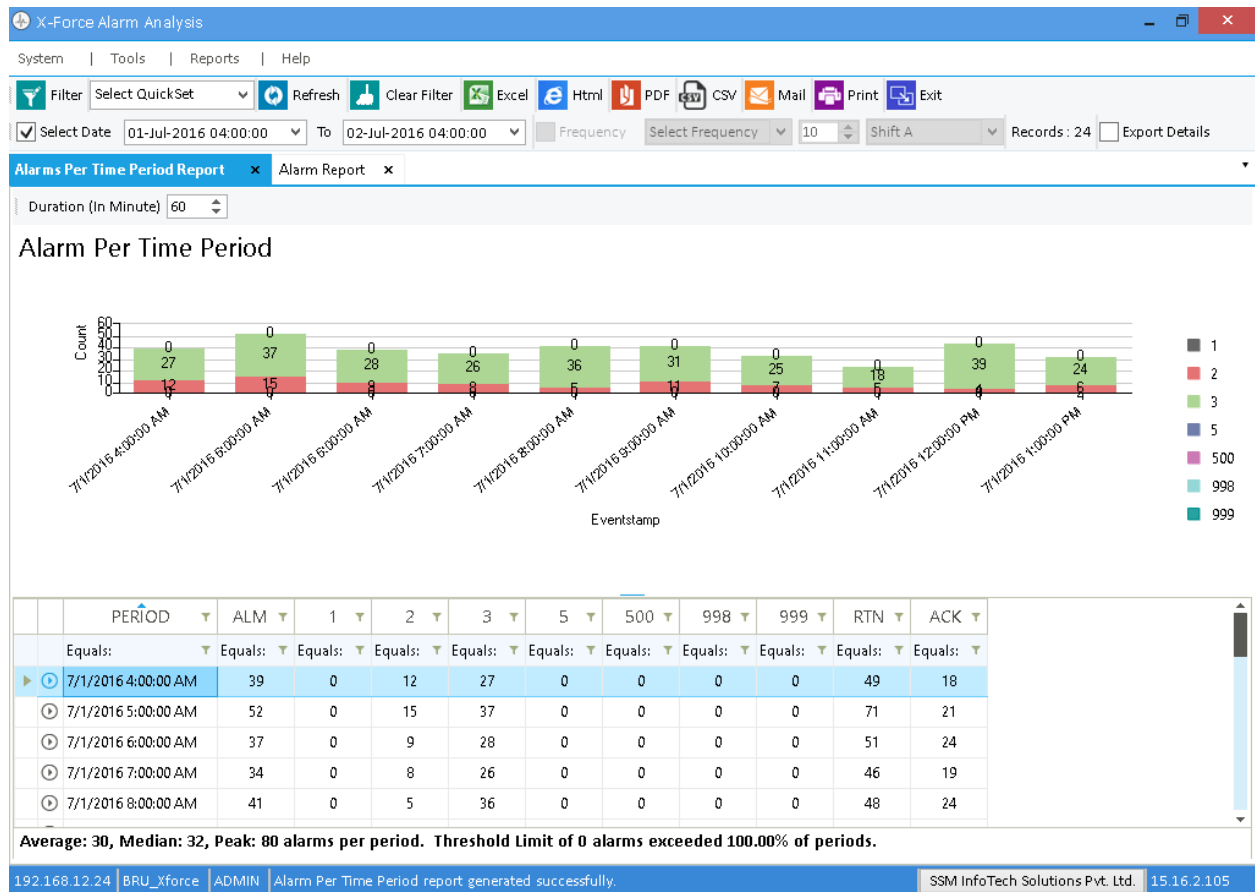 X-Force Alarm Analysis
System | Tools | Reports | Help
Filter Select QuickSet Refresh Clear Filter Excel Html PDF CSV Mail Print Exit
Select Date 01-Jul-2016 04:00:00 To 02-Jul-2016 04:00:00 Frequency Select Frequency 10 Shift A Records : 24 Export Details
Alarms Per Time Period Report x Alarm Report x
Duration (In Minute) 60
Alarm Per Time Period
Count
60
50
40
30
20
10
0
0 0 0 0 0 0 0 0 0 0
27 37 28 26 36 31 25 18 39 24
12 15 9 8 5 11 7 5 4 6
7/1/2016 4:00:00 AM
7/1/2016 6:00:00 AM
7/1/2016 7:00:00 AM
7/1/2016 8:00:00 AM
7/1/2016 9:00:00 AM
7/1/2016 10:00:00 AM
7/1/2016 11:00:00 AM
7/1/2016 12:00:00 PM
7/1/2016 1:00:00 PM
Eventstamp
1
2
3
5
500
998
999
PERIOD ALM 1 2 3 5 500 998 999 RTN ACK
Equals: Equals: Equals: Equals: Equals: Equals: Equals: Equals: Equals: Equals: Equals:
7/1/2016 4:00:00 AM 39 0 12 27 0 0 0 0 49 18
7/1/2016 5:00:00 AM 52 0 15 37 0 0 0 0 71 21
7/1/2016 6:00:00 AM 37 0 9 28 0 0 0 0 51 24
7/1/2016 7:00:00 AM 34 0 8 26 0 0 0 0 46 19
7/1/2016 8:00:00 AM 41 0 5 36 0 0 0 0 48 24
Average: 30, Median: 32, Peak: 80 alarms per period. Threshold Limit of 0 alarms exceeded 100.00% of periods.
192.168.12.24 BRU_Xforce ADMIN Alarm Per Time Period report generated successfully. SSM InfoTech Solutions Pvt. Ltd. 15.16.2.105